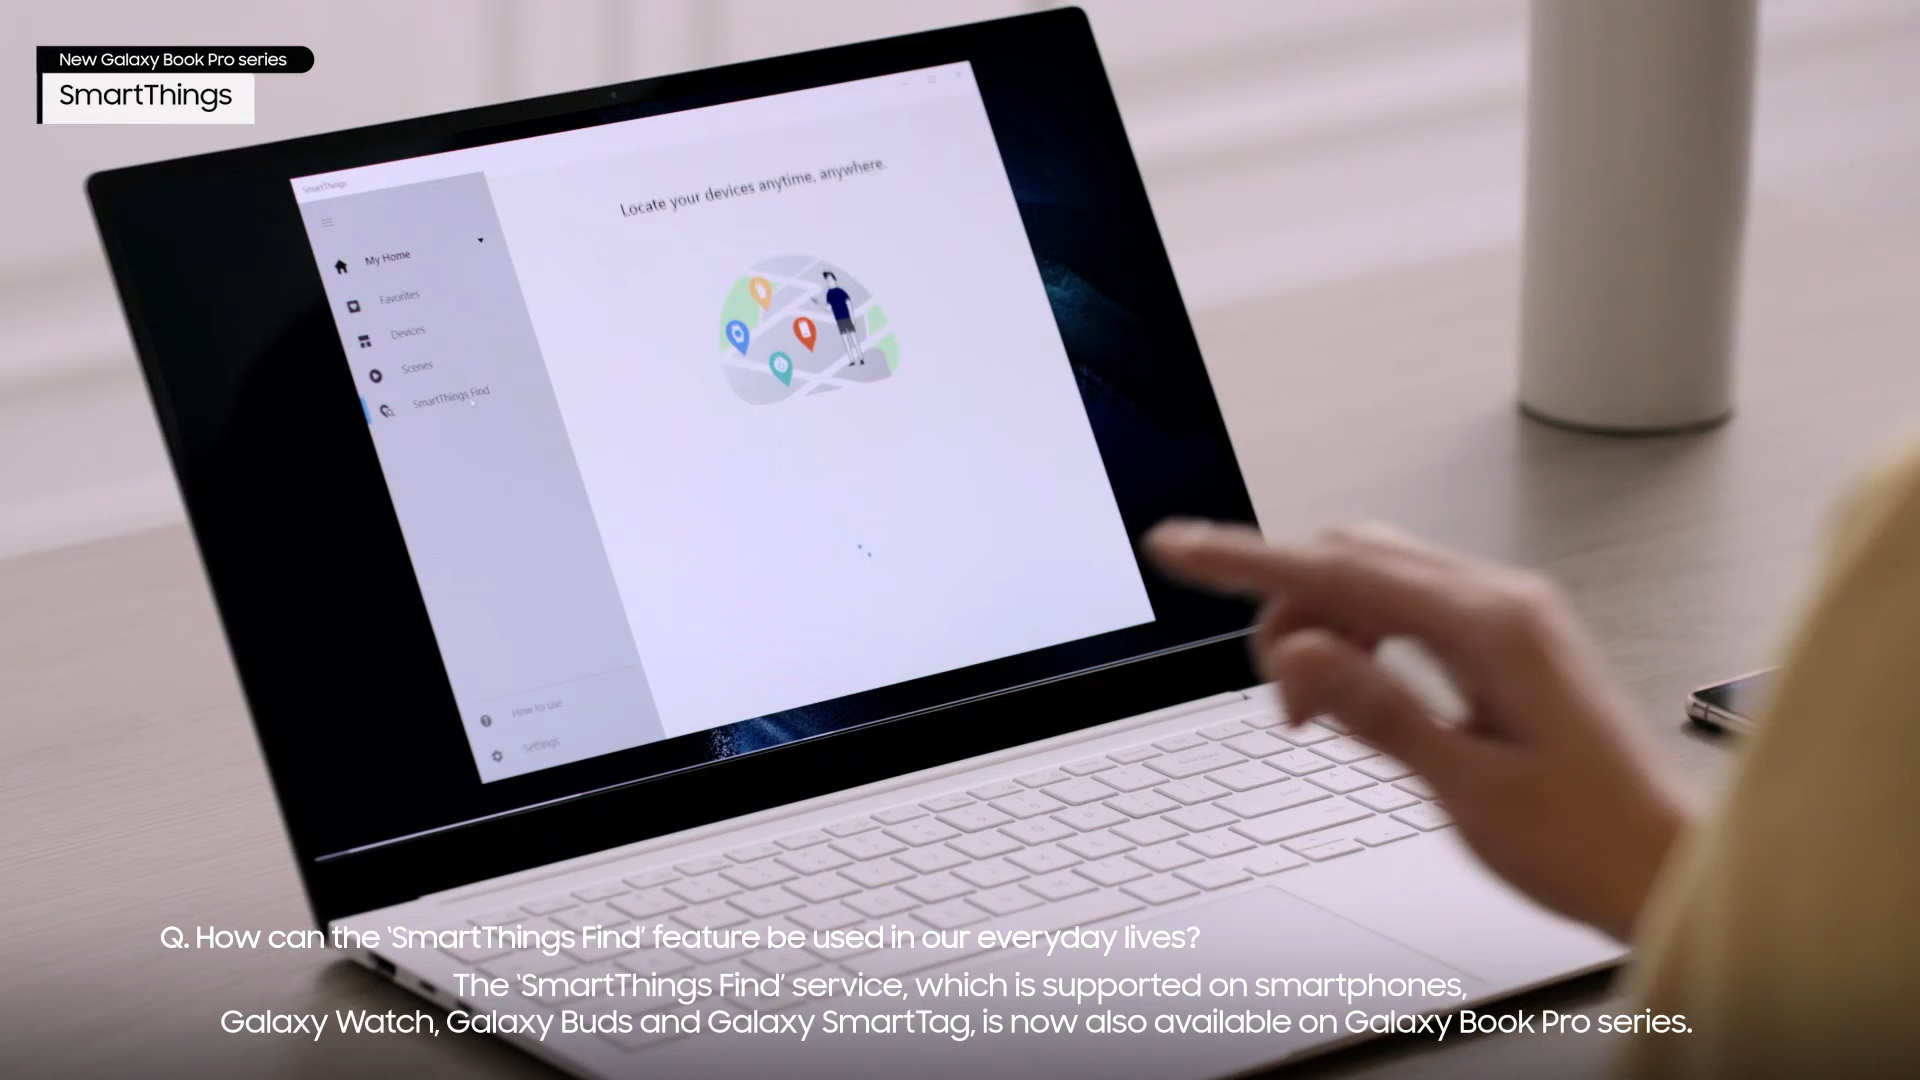 New Galaxy Book Pro series
SmartThings
SmartThings
Locate your devices anytime, anywhere.
My Home
Favorites
Devices
Scenes
SmartThings Find
How to use
Settings
Q. How can the ‘SmartThings Find’ feature be used in our everyday lives?
The ‘SmartThings Find’ service, which is supported on smartphones,
Galaxy Watch, Galaxy Buds and Galaxy SmartTag, is now also available on Galaxy Book Pro series.